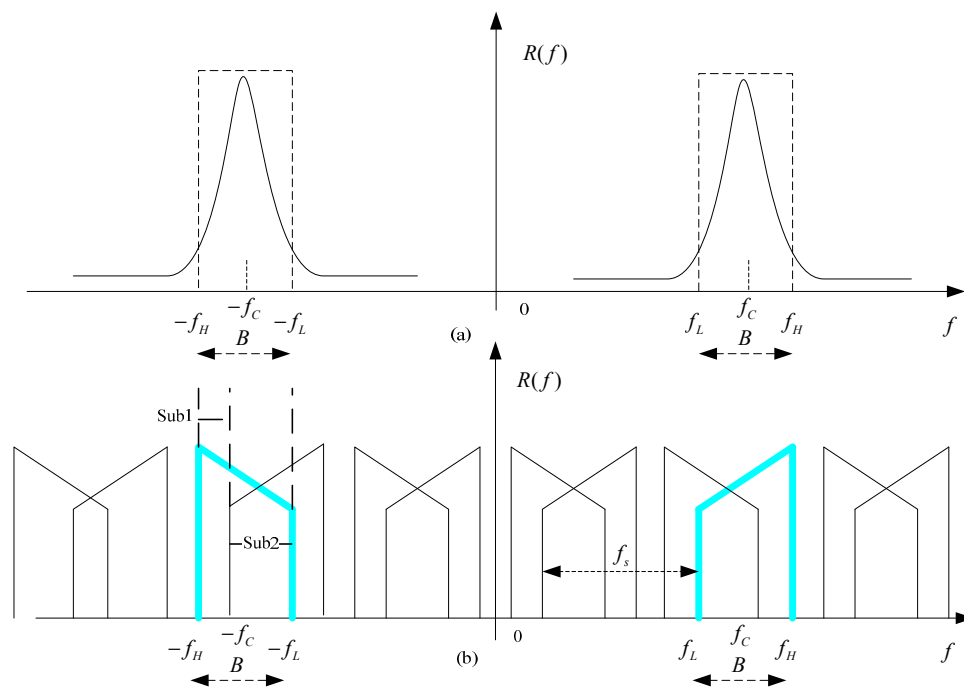 R(f)
0
−f_H
−f_C
−f_L
B
(a)
f_L
f_C
f_H
B
f
R(f)
Sub1
Sub2
f_s
0
−f_H
−f_C
−f_L
B
(b)
f_L
f_C
f_H
B
f